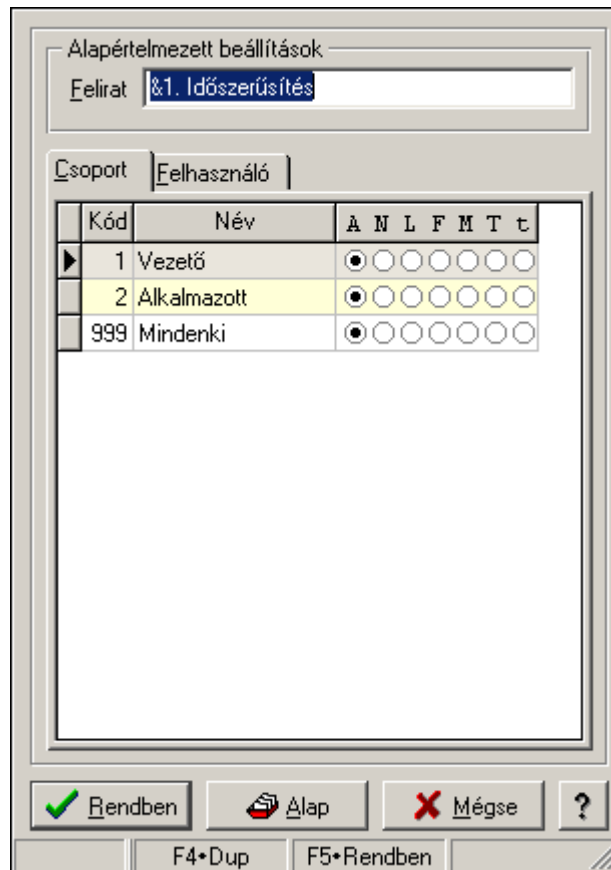 Alapértelmezett beállítások
Felirat &1. Időszerűsítés
Csoport Felhasználó
Kód Név A N L F M T t
1 Vezető
2 Alkalmazott
999 Mindenki
Rendben Alap Mégse ?
F4•Dup F5•Rendben